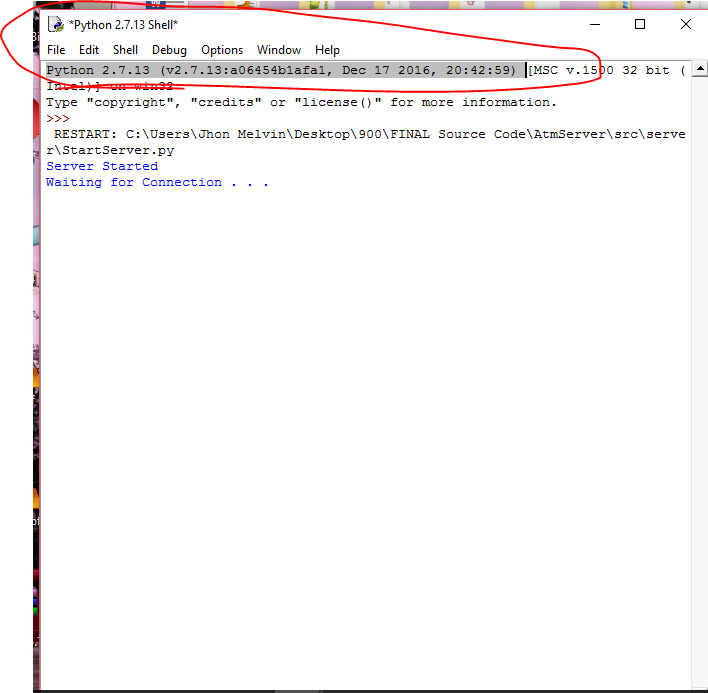 *Python 2.7.13 Shell*
File Edit Shell Debug Options Window Help
Python 2.7.13 (v2.7.13:a06454b1afa1, Dec 17 2016, 20:42:59) [MSC v.1500 32 bit (
Intel)] on win32
Type "copyright", "credits" or "license()" for more information.
>>>
RESTART: C:\Users\Jhon Melvin\Desktop\900\FINAL Source Code\AtmServer\src\serve
r\StartServer.py
Server Started
Waiting for Connection . . .